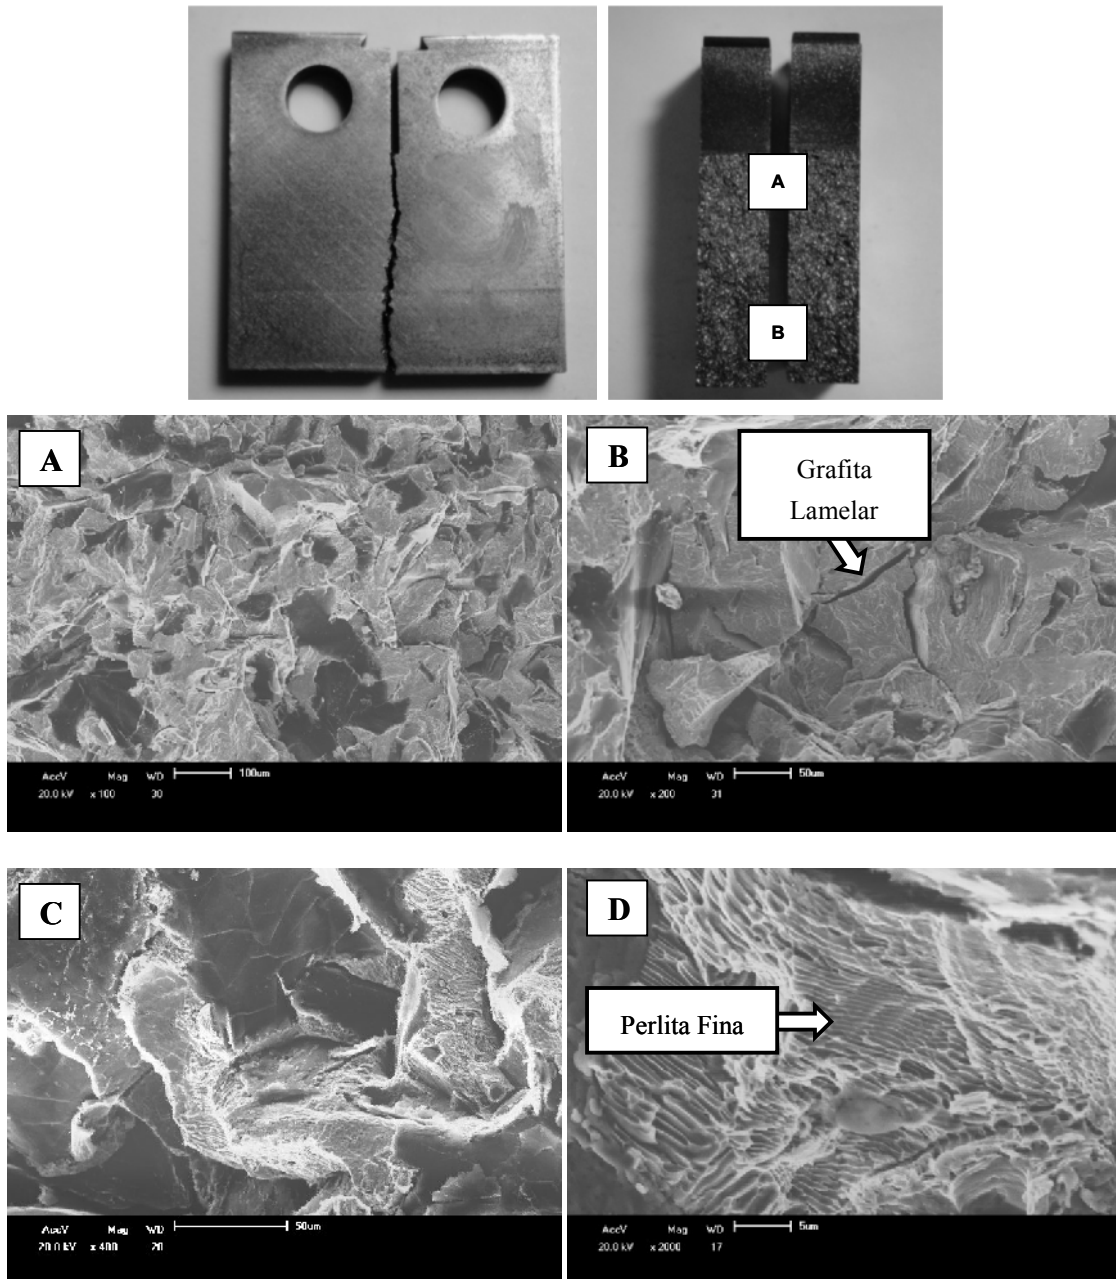 A
B
A
AccV Mag WD 100um
20.0 kV x 100 30
B
Grafita
Lamelar
AccV Mag WD 50um
20.0 kV x 200 31
C
AccV Mag WD 50um
20.0 kV x 400 20
D
Perlita Fina
AccV Mag WD 5um
20.0 kV x 2000 17